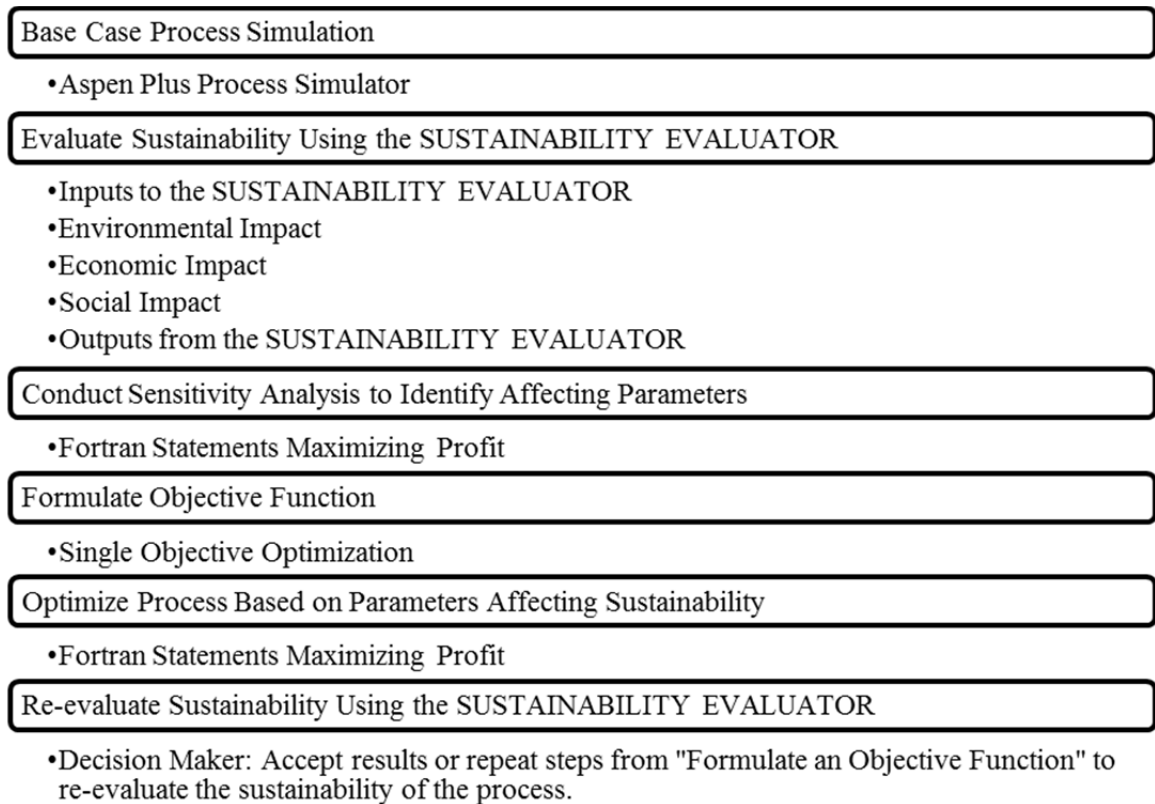 Base Case Process Simulation
•Aspen Plus Process Simulator
Evaluate Sustainability Using the SUSTAINABILITY EVALUATOR
•Inputs to the SUSTAINABILITY EVALUATOR
•Environmental Impact
•Economic Impact
•Social Impact
•Outputs from the SUSTAINABILITY EVALUATOR
Conduct Sensitivity Analysis to Identify Affecting Parameters
•Fortran Statements Maximizing Profit
Formulate Objective Function
•Single Objective Optimization
Optimize Process Based on Parameters Affecting Sustainability
•Fortran Statements Maximizing Profit
Re-evaluate Sustainability Using the SUSTAINABILITY EVALUATOR
•Decision Maker: Accept results or repeat steps from "Formulate an Objective Function" to
re-evaluate the sustainability of the process.